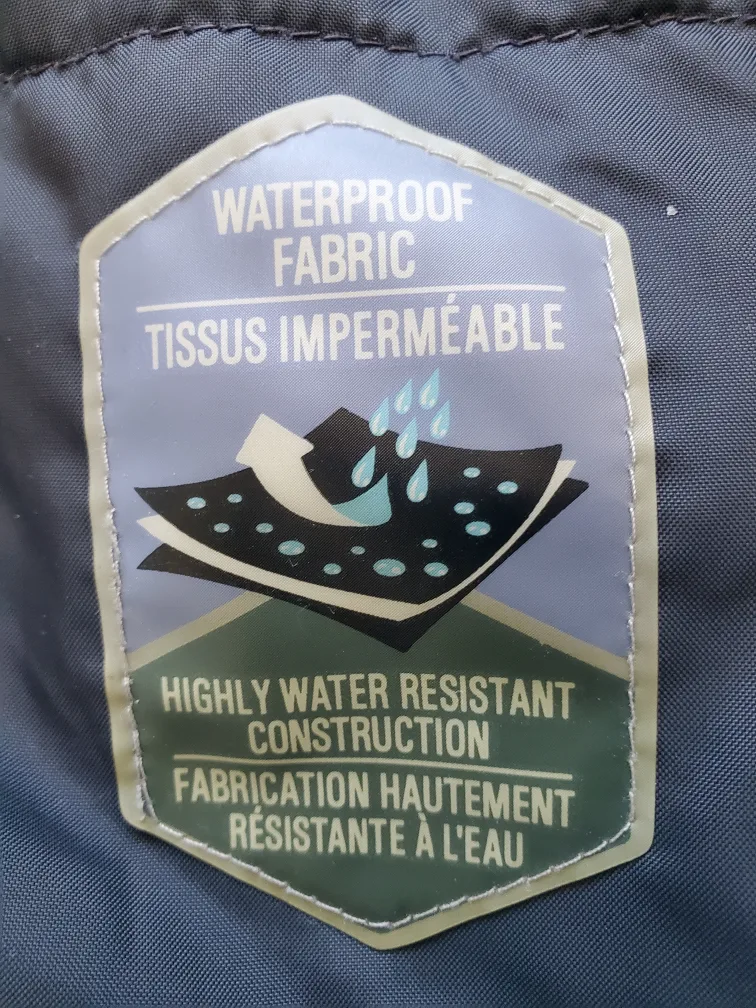 WATERPROOF
FABRIC
TISSUS IMPERMÉABLE
HIGHLY WATER RESISTANT
CONSTRUCTION
FABRICATION HAUTEMENT
RÉSISTANTE À L'EAU